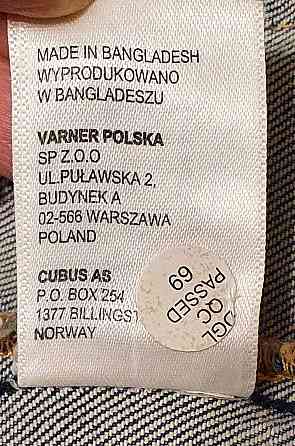 MADE IN BANGLADESH
WYPRODUKOWANO
W BANGLADESZU
VARNER POLSKA
SP Z.O.O
UL.PUŁAWSKA 2,
BUDYNEK A
02-566 WARSZAWA
POLAND
CUBUS AS
P.O. BOX 254
1377 BILLINGST
NORWAY
DGL
QC
PASSED
69